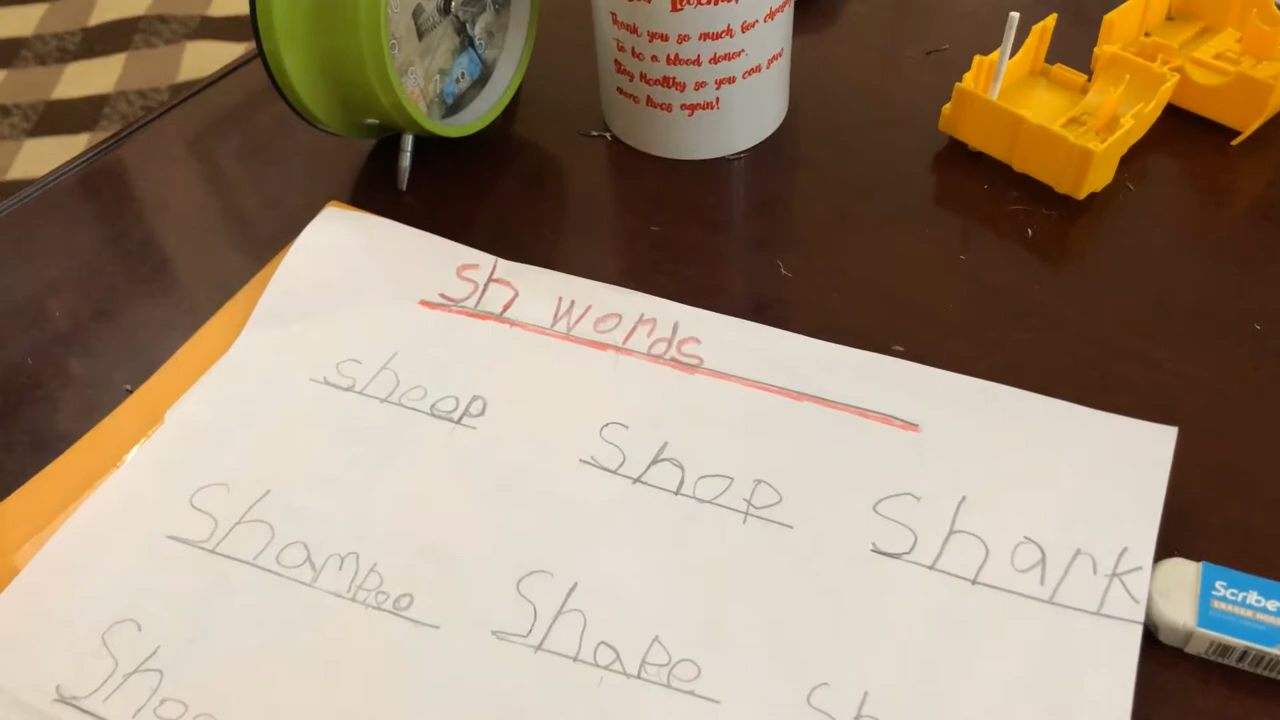 Thank you so much for choosing
to be a blood donor.
Stay Healthy so you can save
more lives again!
sh words
sheep Shop Shark
Shampoo Shape
Scribe